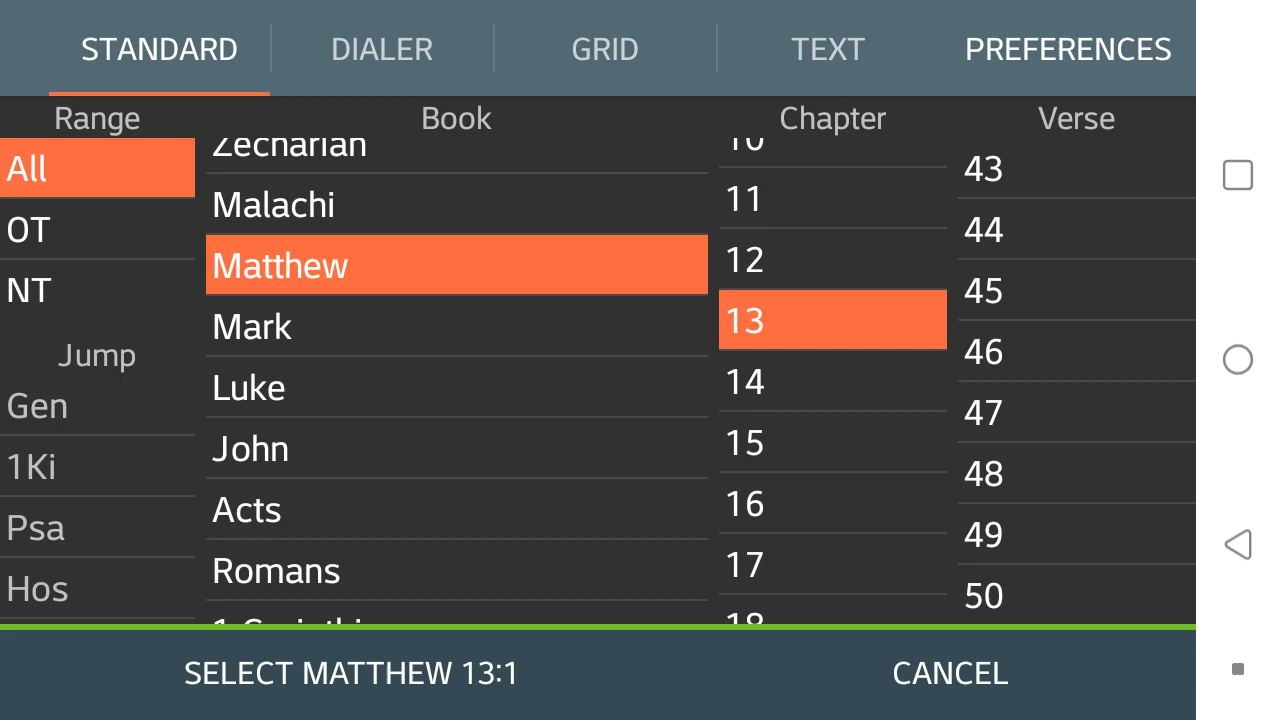 STANDARD DIALER GRID TEXT PREFERENCES
Range Book Chapter Verse
All
OT
NT
Jump
Gen
1Ki
Psa
Hos
Zechariah
Malachi
Matthew
Mark
Luke
John
Acts
Romans
10
11
12
13
14
15
16
17
18
43
44
45
46
47
48
49
50
SELECT MATTHEW 13:1 CANCEL